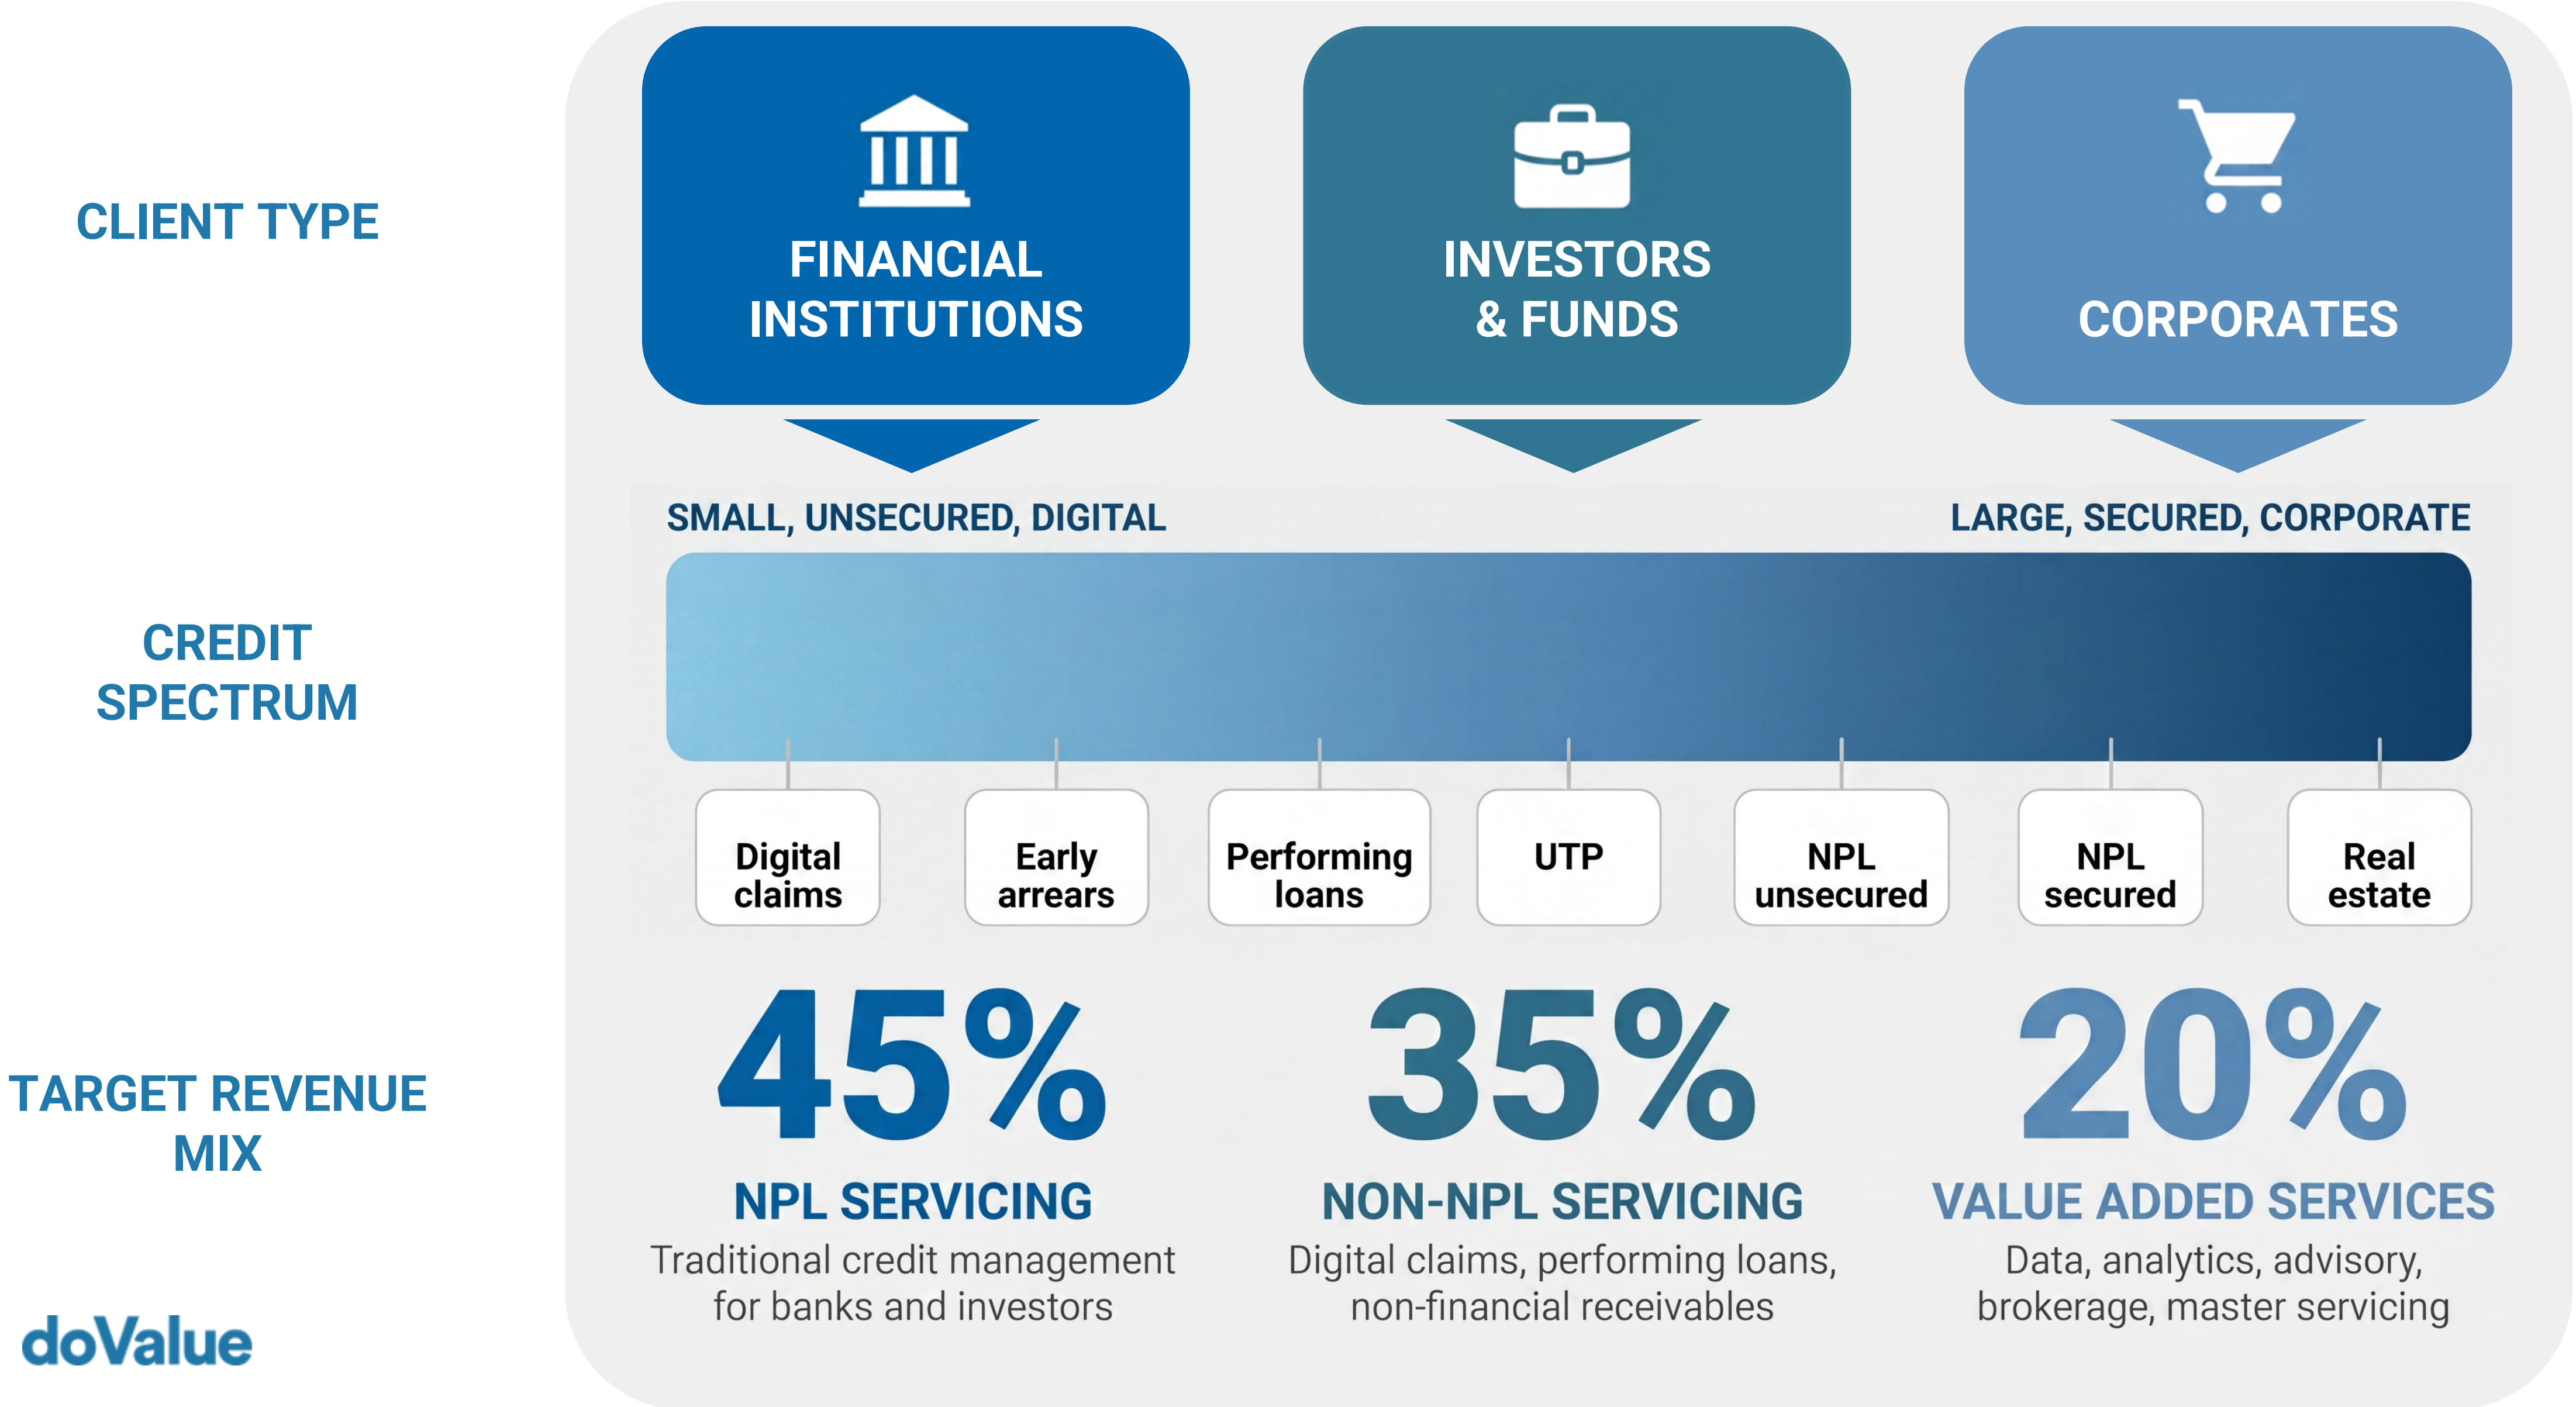 CLIENT TYPE
FINANCIAL
INSTITUTIONS
INVESTORS
& FUNDS
CORPORATES
CREDIT
SPECTRUM
SMALL, UNSECURED, DIGITAL
LARGE, SECURED, CORPORATE
Digital
claims
Early
arrears
Performing
loans
UTP
NPL
unsecured
NPL
secured
Real
estate
TARGET REVENUE
MIX
45%
NPL SERVICING
Traditional credit management
for banks and investors
35%
NON-NPL SERVICING
Digital claims, performing loans,
non-financial receivables
20%
VALUE ADDED SERVICES
Data, analytics, advisory,
brokerage, master servicing
doValue